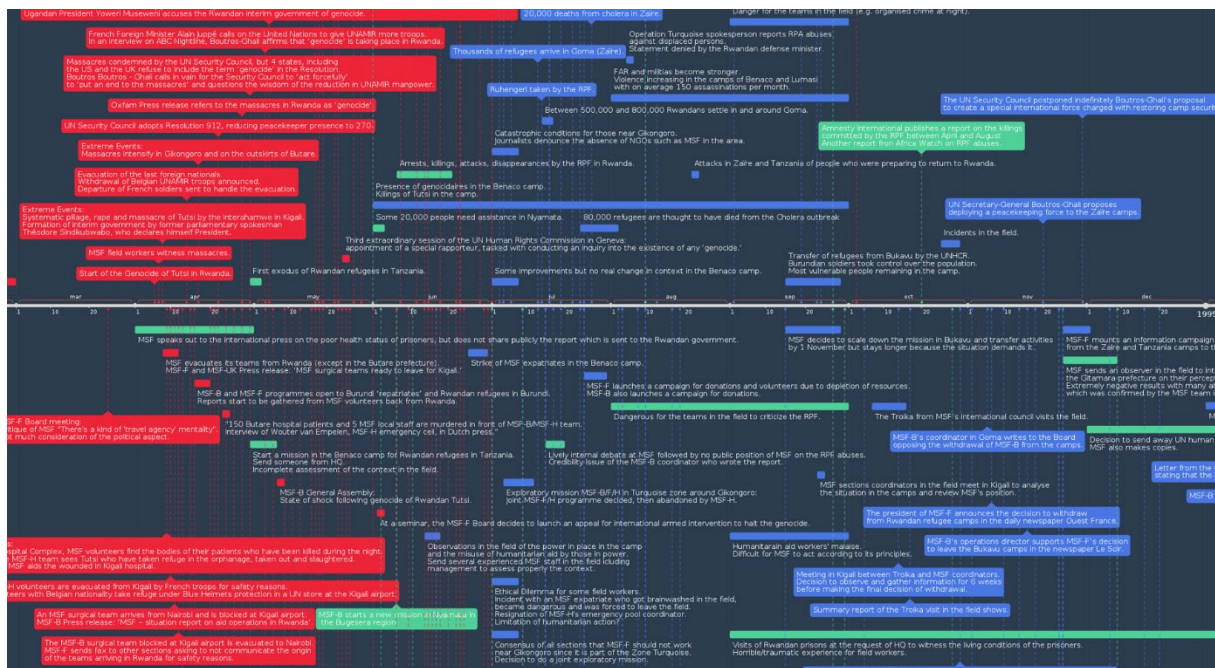 Ugandan President Yoweri Museweni accuses the Rwandan interim government of genocide.
French Foreign Minister Alain Juppé calls on the United Nations to give UNAMIR more troops.
In an interview on ABC Nightline, Boutros-Ghali affirms that 'genocide' is taking place in Rwanda.
Massacres condemned by the UN Security Council, but 4 states, including
the US and the UK refuse to include the term 'genocide' in the Resolution.
Boutros Boutros - Ghali calls in vain for the Security Council to 'act forcefully'
to 'put an end to the massacres' and questions the wisdom of the reduction in UNAMIR manpower.
Oxfam Press release refers to the massacres in Rwanda as 'genocide'.
UN Security Council adopts Resolution 912, reducing peacekeeper presence to 270.
Extreme Events:
Massacres intensify in Gikongoro and on the outskirts of Butare.
Evacuation of the last foreign nationals.
Withdrawal of Belgian UNAMIR troops announced.
Departure of French soldiers sent to handle the evacuation.
Extreme Events:
Systematic pillage, rape and massacre of Tutsi by the Interahamwe in Kigali.
Formation of interim government by former parliamentary spokesman
Théodore Sindikubwabo, who declares himself President.
MSF field workers witness massacres.
Start of the Genocide of Tutsi in Rwanda.
20,000 deaths from cholera in Zaire
Thousands of refugees arrive in Goma (Zaire).
Ruhengeri taken by the RPF.
Between 500,000 and 800,000 Rwandans settle in and around Goma.
Catastrophic conditions for those near Gikongoro.
Journalists denounce the absence of NGOs such as MSF in the area.
Arrests, killings, attacks, disappearances by the RPF in Rwanda.
Presence of genocidaires in the Benaco camp.
Killings of Tutsi in the camp.
Some 20,000 people need assistance in Nyamata.
80,000 refugees are thought to have died from the Cholera outbreak
Third extraordinary session of the UN Human Rights Commission in Geneva:
appointment of a special rapporteur, tasked with conducting an inquiry into the existence of any 'genocide.'
First exodus of Rwandan refugees in Tanzania.
Some improvements but no real change in context in the Benaco camp.
Danger for the teams in the field (e.g. organised crime at night).
Operation Turquoise spokesperson reports RPA abuses
against displaced persons.
Statement denied by the Rwandan defense minister.
FAR and militias become stronger.
Violence increasing in the camps of Benaco and Lumasi
with on average 150 assassinations per month.
Attacks in Zaire and Tanzania of people who were preparing to return to Rwanda.
Transfer of refugees from Bukavu by the UNHCR.
Burundian soldiers took control over the population.
Most vulnerable people remaining in the camp.
The UN Security Council postponed indefinitely Boutros-Ghali's proposal
to create a special international force charged with restoring camp securit
Amnesty International publishes a report on the killings
committed by the RPF between April and August
Another report from Africa Watch on RPF abuses.
UN Secretary-General Boutros-Ghali proposes
deploying a peacekeeping force to the Zaire camps.
Incidents in the field.
mar apr may jun jul aug sep oct nov dec
1 10 20 1 10 20 1 10 20 1 10 20 1 10 20 1 10 20 1 10 20 1 10 20 1 10 20 1 10 20 1995
MSF speaks out to the international press on the poor health status of prisoners, but does not share publicly the report which is sent to the Rwandan government.
MSF evacuates its teams from Rwanda (except in the Butare prefecture).
MSF-F and MSF-UK Press release: 'MSF surgical teams ready to leave for Kigali.'
MSF-B and MSF-F programmes open to Burundi 'repatriates' and Rwandan refugees in Burundi.
Reports start to be gathered from MSF volunteers back from Rwanda.
SF-F Board meeting:
itique of MSF "There's a kind of 'travel agency' mentality".
ot much consideration of the political aspect.
"150 Butare hospital patients and 5 MSF local staff are murdered in front of MSF-B/MSF-H team.
Interview of Wouter van Empelen, MSF-H emergency cell, in Dutch press."
Start a mission in the Benaco camp for Rwandan refugees in Tanzania.
Send someone from HQ.
Incomplete assessment of the context in the field.
MSF-B General Assembly:
State of shock following genocide of Rwandan Tutsi.
At a seminar, the MSF-F Board decides to launch an appeal for international armed intervention to halt the genocide.
s:
ospital Complex, MSF volunteers find the bodies of their patients who have been killed during the night.
n MSF-H team sees Tutsi who have taken refuge in the orphanage, taken out and slaughtered.
MSF aids the wounded in Kigali hospital.
H volunteers are evacuated from Kigali by French troops for safety reasons.
teers with Belgian nationality take refuge under Blue Helmets protection in a UN store at the Kigali airport.
An MSF surgical team arrives from Nairobi and is blocked at Kigali airport.
MSF-B Press release: 'MSF – situation report on aid operations in Rwanda'.
MSF-B starts a new mission in Nyamata in
the Bugesera region
The MSF-B surgical team blocked at Kigali airport is evacuated to Nairobi.
MSF-F sends fax to other sections asking to not communicate the origin
of the teams arriving in Rwanda for safety reasons.
Strike of MSF expatriates in the Benaco camp.
MSF-F launches a campaign for donations and volunteers due to depletion of resources.
MSF-B also launches a campaign for donations.
Dangerous for the teams in the field to criticize the RPF.
Lively internal debate at MSF followed by no public position of MSF on the RPF abuses.
Credibility issue of the MSF-B coordinator who wrote the report.
Exploratory mission MSF-B/F/H in Turquoise zone around Gikongoro:
joint MSF-F/H programme decided, then abandoned by MSF-H.
Observations in the field of the power in place in the camp
and the misuse of humanitarian aid by those in power.
Send several experienced MSF staff in the field icluding
management to assess properly the context.
Ethical Dilemma for some field workers.
Incident with an MSF expatriate who got brainwashed in the field,
became dangerous and was forced to leave the field.
Resignation of MSF-H's emergency pool coordinator.
Limitation of humanitarian action?
Consensus of all sections that MSF-F should not work
near Gikongoro since it is part of the Zone Turquoise.
Decision to do a joint exploratory mission.
MSF decides to scale down the mission in Bukavu and transfer activities
by 1 November but stays longer because the situation demands it.
The Troika from MSF's international council visits the field.
MSF-B's coordinator in Goma writes to the Board
opposing the withdrawal of MSF-B from the camps.
MSF sections coordinators in the field meet in Kigali to analyse
the situation in the camps and review MSF's position.
The president of MSF-F announces the decision to withdraw
from Rwandan refugee camps in the daily newspaper Ouest France.
Humanitarian aid workers' malaise.
Difficult for MSF to act according to its principles.
MSF-B's operations director supports MSF-F's decision
to leave the Bukavu camps in the newspaper Le Soir.
Meeting in Kigali between Troika and MSF coordinators.
Decision to observe and gather information for 6 weeks
before making the final decision of withdrawal.
Summary report of the Troika visit in the field shows.
Visits of Rwandan prisons at the request of HQ to witness the living conditions of the prisoners.
Horrible/traumatic experience for field workers.
MSF-F mounts an information campaign
from the Zaire and Tanzania camps to th
MSF sends an observer in the field to int
the Gitarama prefecture on their percept
Extremely negative results with many at
which was confirmed by the MSF team i
M
Decision to send away UN human
MSF also makes copies.
Letter from the
stating that the
MSF-B